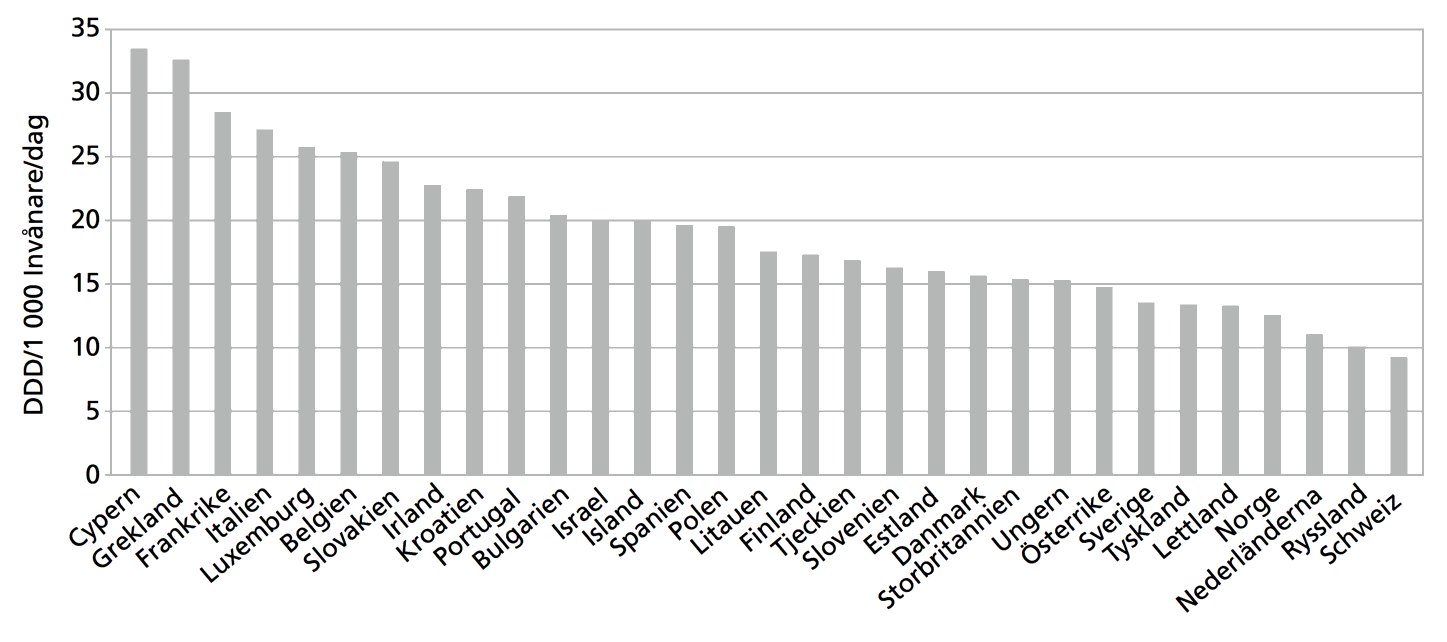 35
30
25
20
15
10
5
0
DDD/1 000 Invånare/dag
Cypern
Grekland
Frankrike
Italien
Luxemburg
Belgien
Slovakien
Irland
Kroatien
Portugal
Bulgarien
Israel
Island
Spanien
Polen
Litauen
Finland
Tjeckien
Slovenien
Estland
Danmark
Storbritannien
Ungern
Österrike
Sverige
Tyskland
Lettland
Norge
Nederländerna
Ryssland
Schweiz